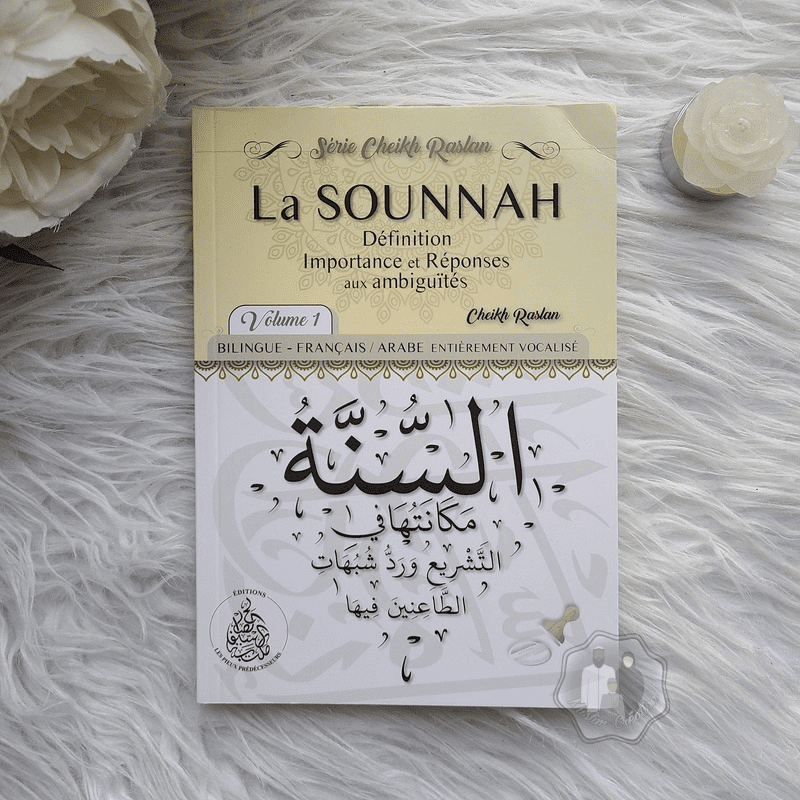 Série Cheikh Raslan
La SOUNNAH
Définition
Importance et Réponses
aux ambiguïtés
Volume 1
Cheikh Raslan
BILINGUE - FRANÇAIS / ARABE ENTIÈREMENT VOCALISÉ
السُّنَّةُ
مَكَانَتُهَا فِي
التَّشْرِيعِ وَرَدُّ شُبُهَاتِ
الطَّاعِنِينَ فِيهَا
ÉDITIONS
LES PIEUX PRÉDÉCESSEURS